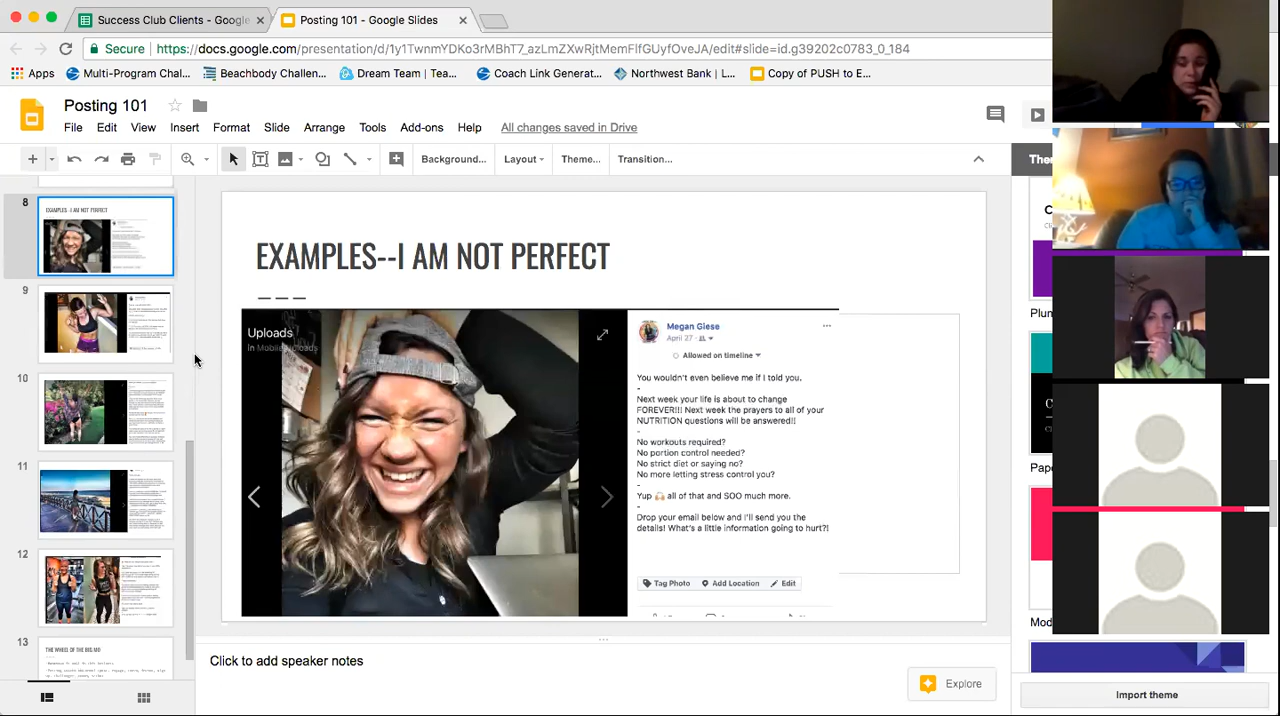 Success Club Clients - Google
Posting 101 - Google Slides
Secure
https://docs.google.com/presentation/d/1y1TwnmYDKo3rMBhT7_azLmZXwRjtMemFlfGUyfOveJA/edit#slide=id.g39202c0783_0_184
Apps
Multi-Program Chal...
Beachbody Challen...
Dream Team | Tea...
Coach Link Generat...
Northwest Bank | L...
Copy of PUSH to E...
Posting 101
File Edit View Insert Format Slide Arrange Tools Add-ons Help All changes saved in Drive
Background... Layout Theme... Transition...
8
EXAMPLES--I AM NOT PERFECT
9
10
11
12
13
THE WHEEL OF THE BIG MO
EXAMPLES--I AM NOT PERFECT
Uploads
In Mobile Uploads
Megan Giese
April 27
Allowed on timeline
You wouldn't even believe me if I told you.
-
Next week your life is about to change
FOREVER!!! Next week the prayers to all of your
NUTRITION questions will be answered!!
-
No workouts required?
No portion control needed?
No strict diet or saying no?
No more letting stress control you?
-
Yup 🙌🏼 all of that and SOO much more.
-
Drop your email below and I'll send you the
details! What's a little information going to hurt?!
Tag Photo Add Location Edit
Click to add speaker notes
Explore
Import theme